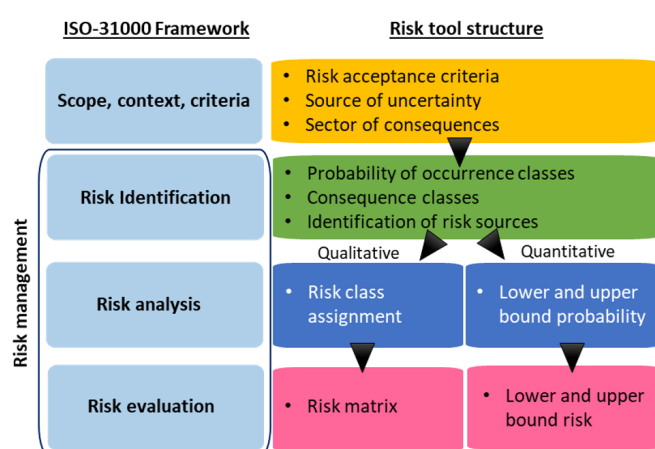 ISO-31000 Framework
Risk tool structure
Scope, context, criteria
• Risk acceptance criteria
• Source of uncertainty
• Sector of consequences
Risk management
Risk Identification
• Probability of occurrence classes
• Consequence classes
• Identification of risk sources
Qualitative
Quantitative
Risk analysis
• Risk class
assignment
• Lower and upper
bound probability
Risk evaluation
• Risk matrix
• Lower and upper
bound risk